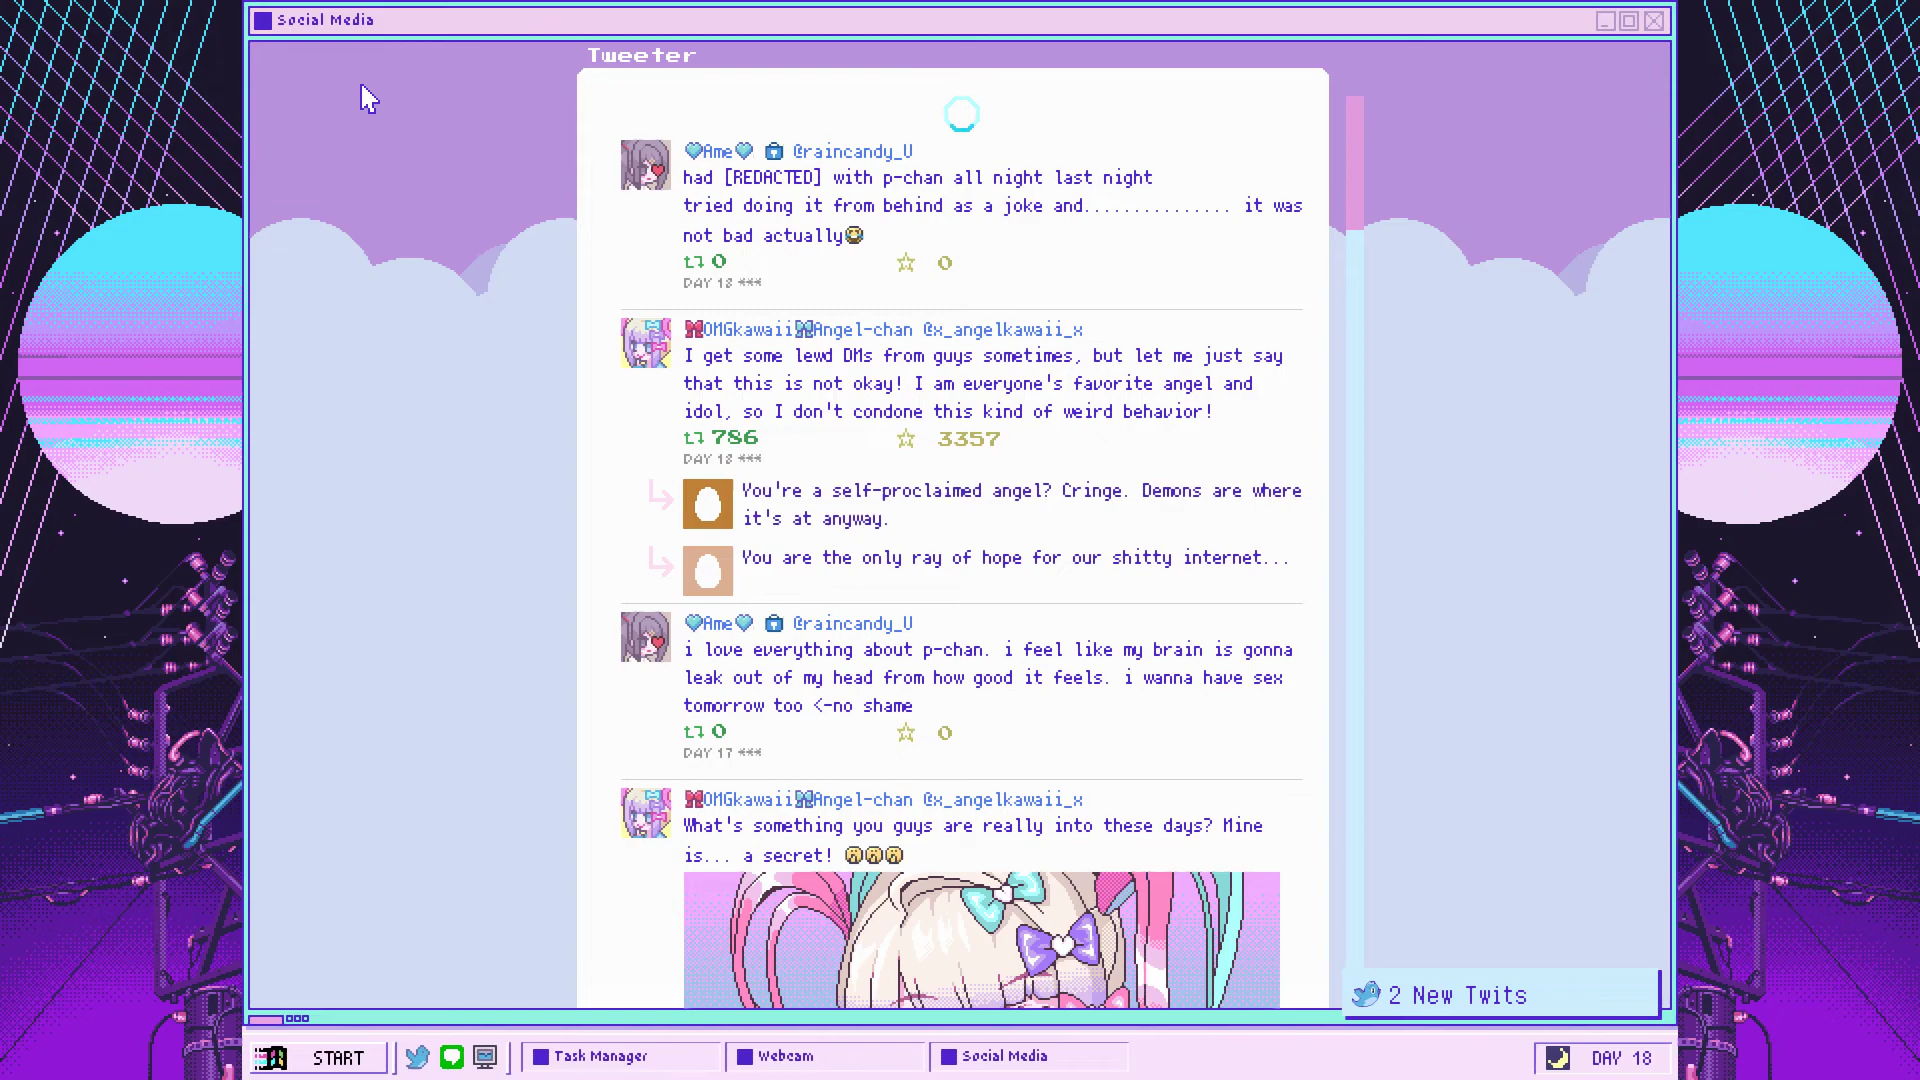 Social Media
Tweeter
Ame @raincandy_U
had [REDACTED] with p-chan all night last night
tried doing it from behind as a joke and............... it was
not bad actually
0 0
DAY 18 ***
OMGkawaii Angel-chan @x_angelkawaii_x
I get some lewd DMs from guys sometimes, but let me just say
that this is not okay! I am everyone's favorite angel and
idol, so I don't condone this kind of weird behavior!
786 3357
DAY 18 ***
You're a self-proclaimed angel? Cringe. Demons are where
it's at anyway.
You are the only ray of hope for our shitty internet...
Ame @raincandy_U
i love everything about p-chan. i feel like my brain is gonna
leak out of my head from how good it feels. i wanna have sex
tomorrow too <-no shame
0 0
DAY 17 ***
OMGkawaii Angel-chan @x_angelkawaii_x
What's something you guys are really into these days? Mine
is... a secret!
2 New Twits
START Task Manager Webcam Social Media DAY 18